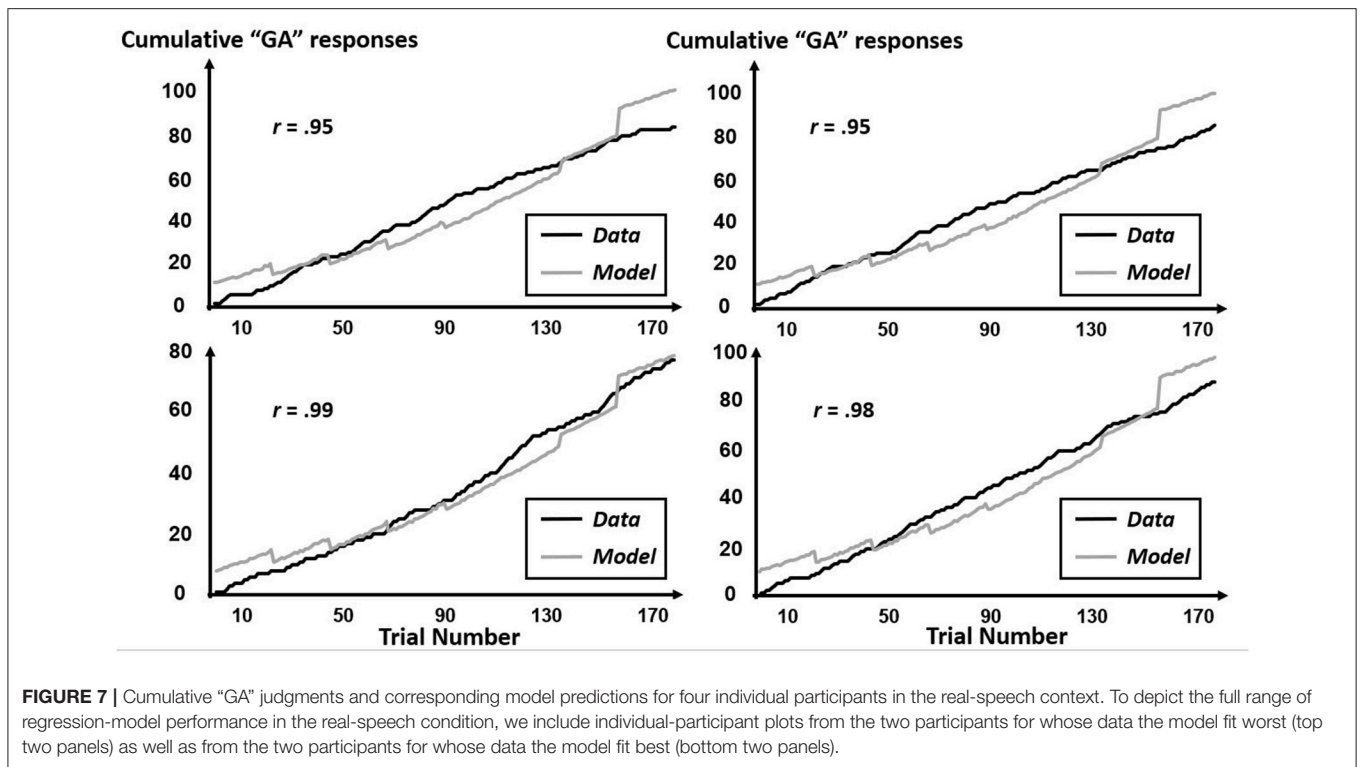 Cumulative “GA” responses
100
80
60
40
20
0
r = .95
Data
Model
10 50 90 130 170
Cumulative “GA” responses
100
80
60
40
20
0
r = .95
Data
Model
10 50 90 130 170
80
60
40
20
0
r = .99
Data
Model
10 50 90 130 170
Trial Number
100
80
60
40
20
0
r = .98
Data
Model
10 50 90 130 170
Trial Number
FIGURE 7 | Cumulative “GA” judgments and corresponding model predictions for four individual participants in the real-speech context. To depict the full range of
regression-model performance in the real-speech condition, we include individual-participant plots from the two participants for whose data the model fit worst (top
two panels) as well as from the two participants for whose data the model fit best (bottom two panels).